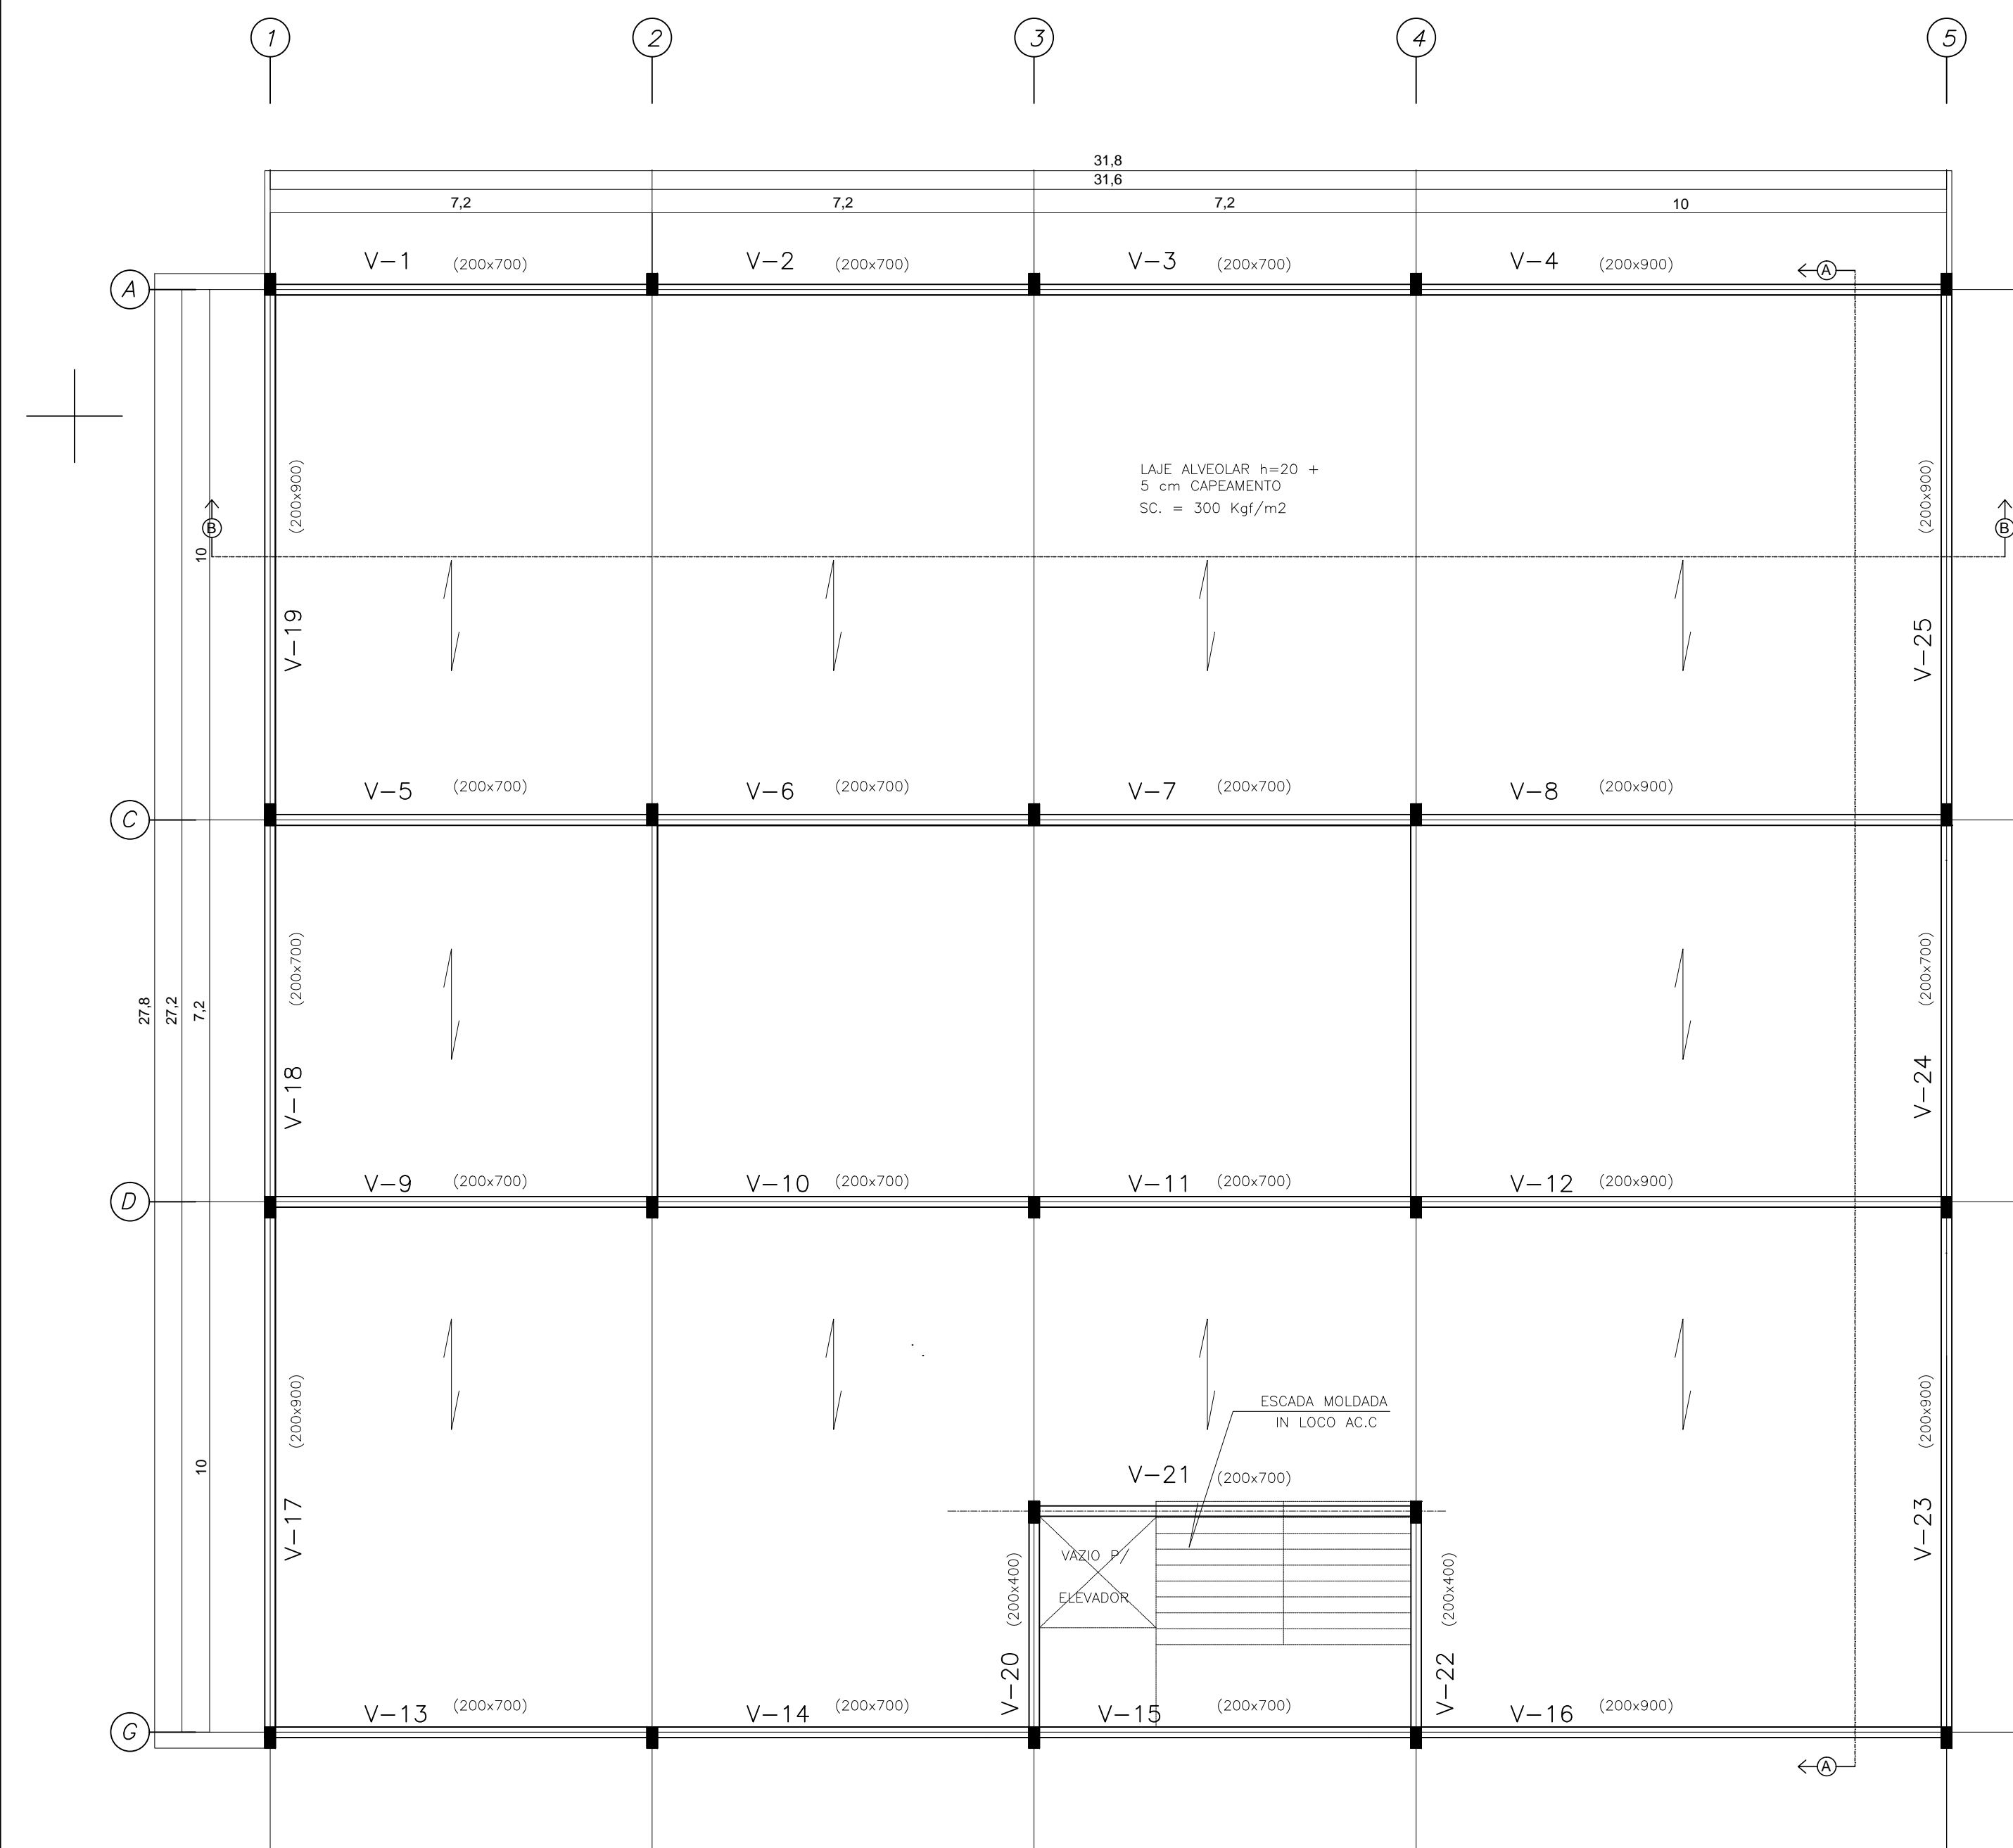 1 2 3 4 5
31,8
31,6
7,2 7,2 7,2 10
V-1 (200x700) V-2 (200x700) V-3 (200x700) V-4 (200x900) A
A
LAJE ALVEOLAR h=20 +
5 cm CAPEAMENTO
SC. = 300 Kgf/m2
(200x900) (200x900)
B B
10
V-19 V-25
V-5 (200x700) V-6 (200x700) V-7 (200x700) V-8 (200x900)
C
(200x700) (200x700)
27,8 27,2 7,2
V-18 V-24
V-9 (200x700) V-10 (200x700) V-11 (200x700) V-12 (200x900)
D
(200x900) (200x900)
ESCADA MOLDADA
IN LOCO AC.C
10
V-21 (200x700)
V-17 V-23
VAZIO P/
ELEVADOR
(200x400) (200x400)
V-20 V-22
V-13 (200x700) V-14 (200x700) V-15 (200x700) V-16 (200x900)
G
A